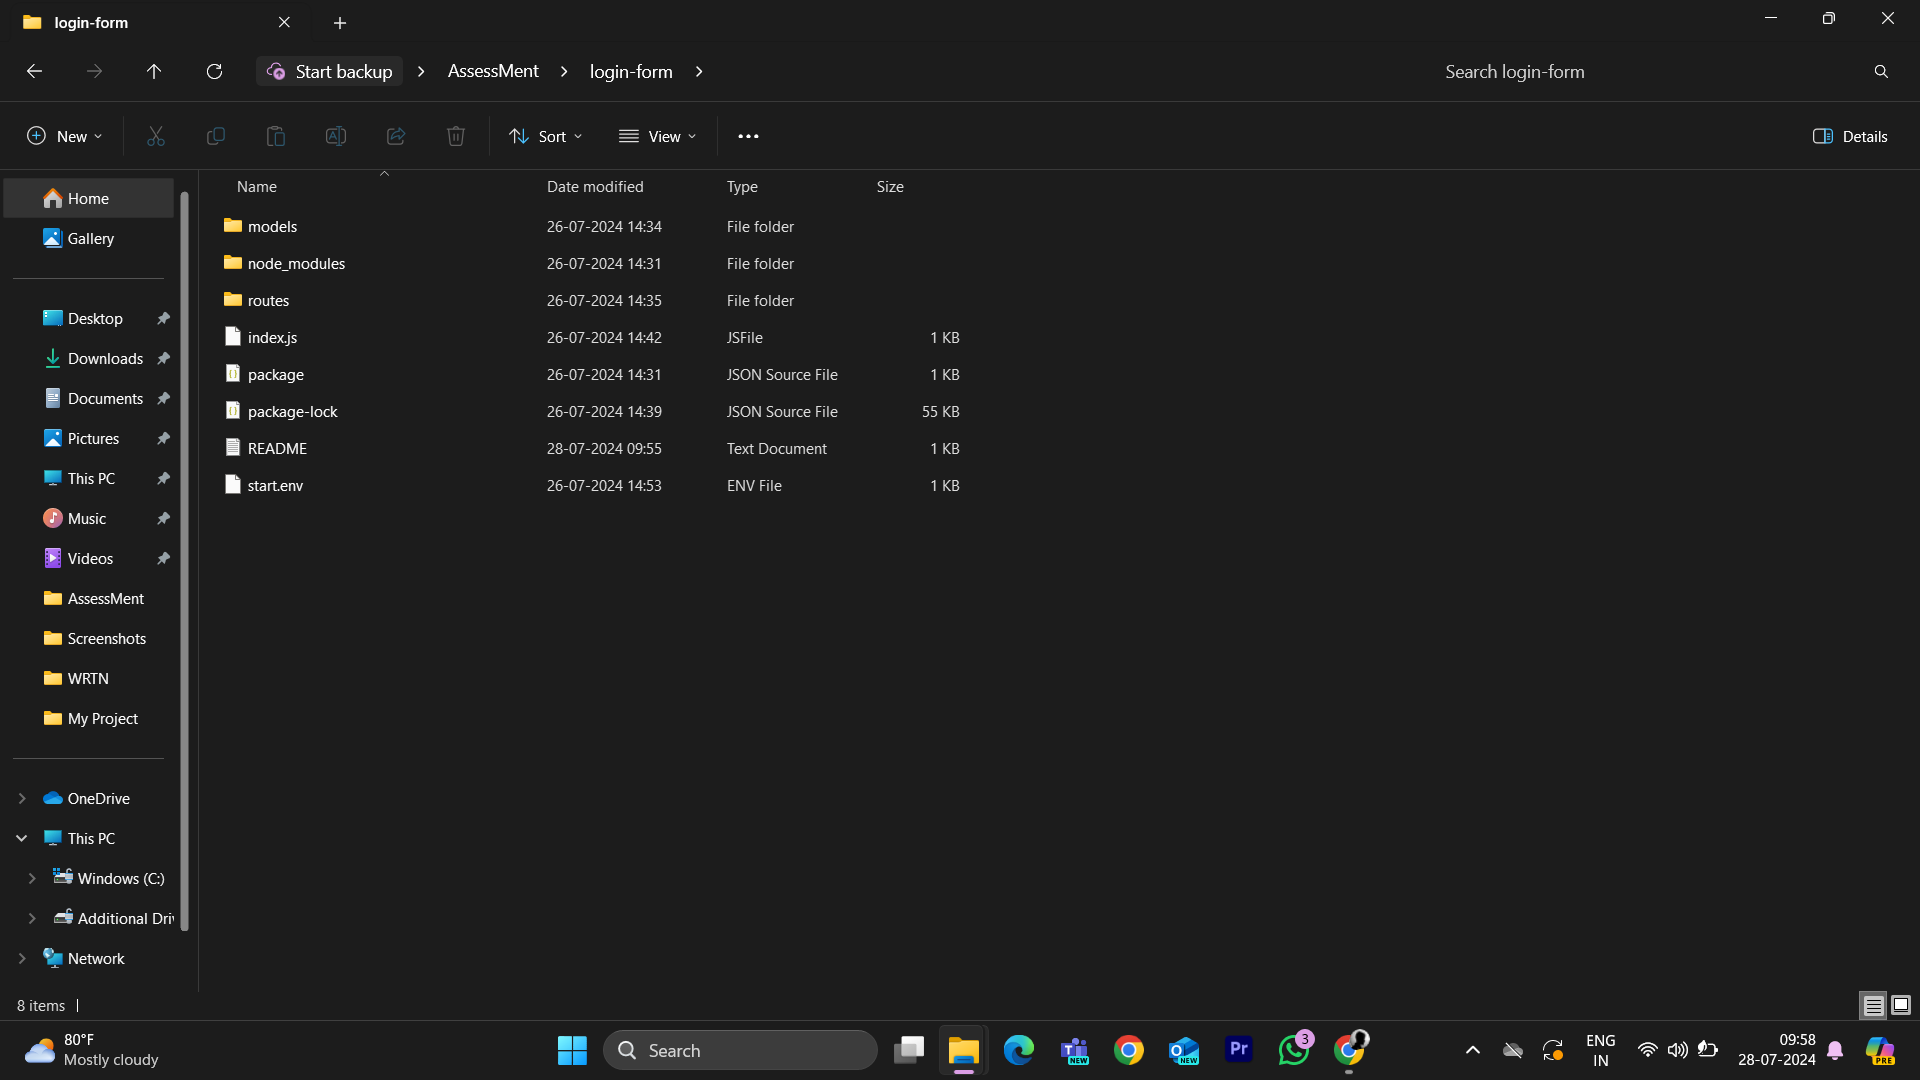 login-form
Start backup > AssessMent > login-form >
Search login-form
New
Sort
View
Details
Name Date modified Type Size
models 26-07-2024 14:34 File folder
node_modules 26-07-2024 14:31 File folder
routes 26-07-2024 14:35 File folder
index.js 26-07-2024 14:42 JSFile 1 KB
package 26-07-2024 14:31 JSON Source File 1 KB
package-lock 26-07-2024 14:39 JSON Source File 55 KB
README 28-07-2024 09:55 Text Document 1 KB
start.env 26-07-2024 14:53 ENV File 1 KB
Home
Gallery
Desktop
Downloads
Documents
Pictures
This PC
Music
Videos
AssessMent
Screenshots
WRTN
My Project
OneDrive
This PC
Windows (C:)
Additional Driv
Network
8 items
80°F
Mostly cloudy
Search
NEW
NEW
Pr
3
ENG
IN
09:58
28-07-2024
PRE